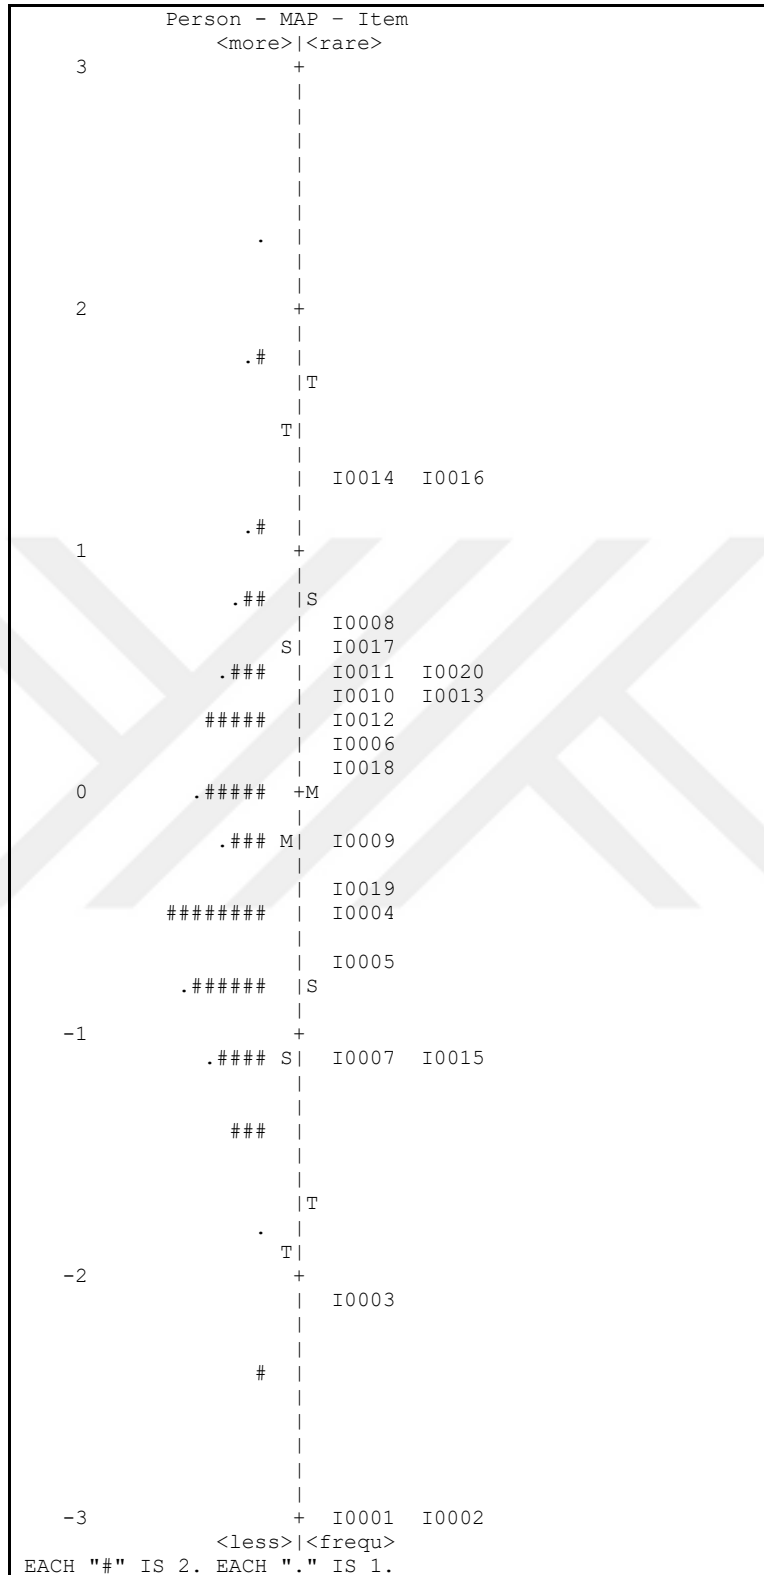 Person - MAP - Item
<more>|<rare>
3 +
|
|
|
|
|
|
. |
|
|
2 +
|
.# |
|T
|
T|
|
| I0014 I0016
|
.# |
1 +
|
.## |S
| I0008
S| I0017
.### | I0011 I0020
| I0010 I0013
##### | I0012
| I0006
| I0018
0 .##### +M
|
.### M| I0009
|
| I0019
######## | I0004
|
| I0005
.###### |S
|
-1 +
.#### S| I0007 I0015
|
|
### |
|
|
|T
. |
T|
-2 +
| I0003
|
|
# |
|
|
|
|
|
-3 + I0001 I0002
<less>|<frequ>
EACH "#" IS 2. EACH "." IS 1.